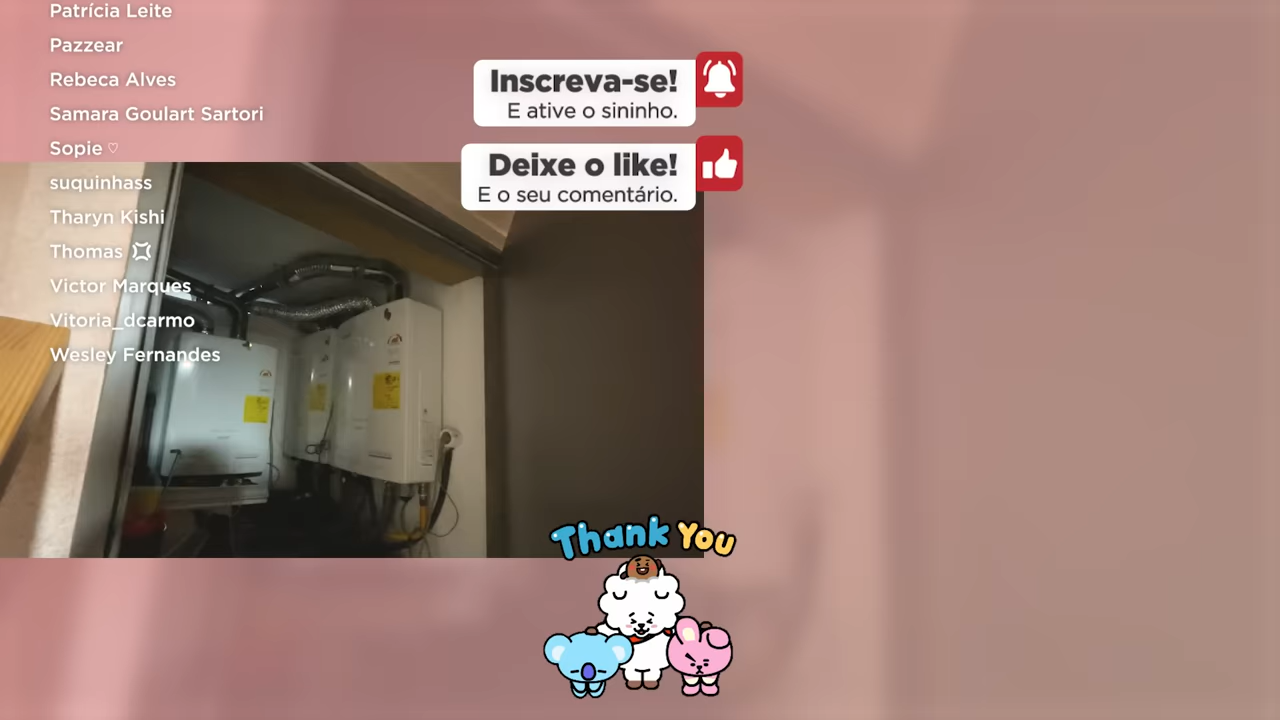 Patrícia Leite
Pazzear
Rebeca Alves
Samara Goulart Sartori
Sopie ♡
suquinhass
Tharyn Kishi
Thomas
Victor Marques
Vitoria_dcarmo
Wesley Fernandes
Inscreva-se!
E ative o sininho.
Deixe o like!
E o seu comentário.
Thank You